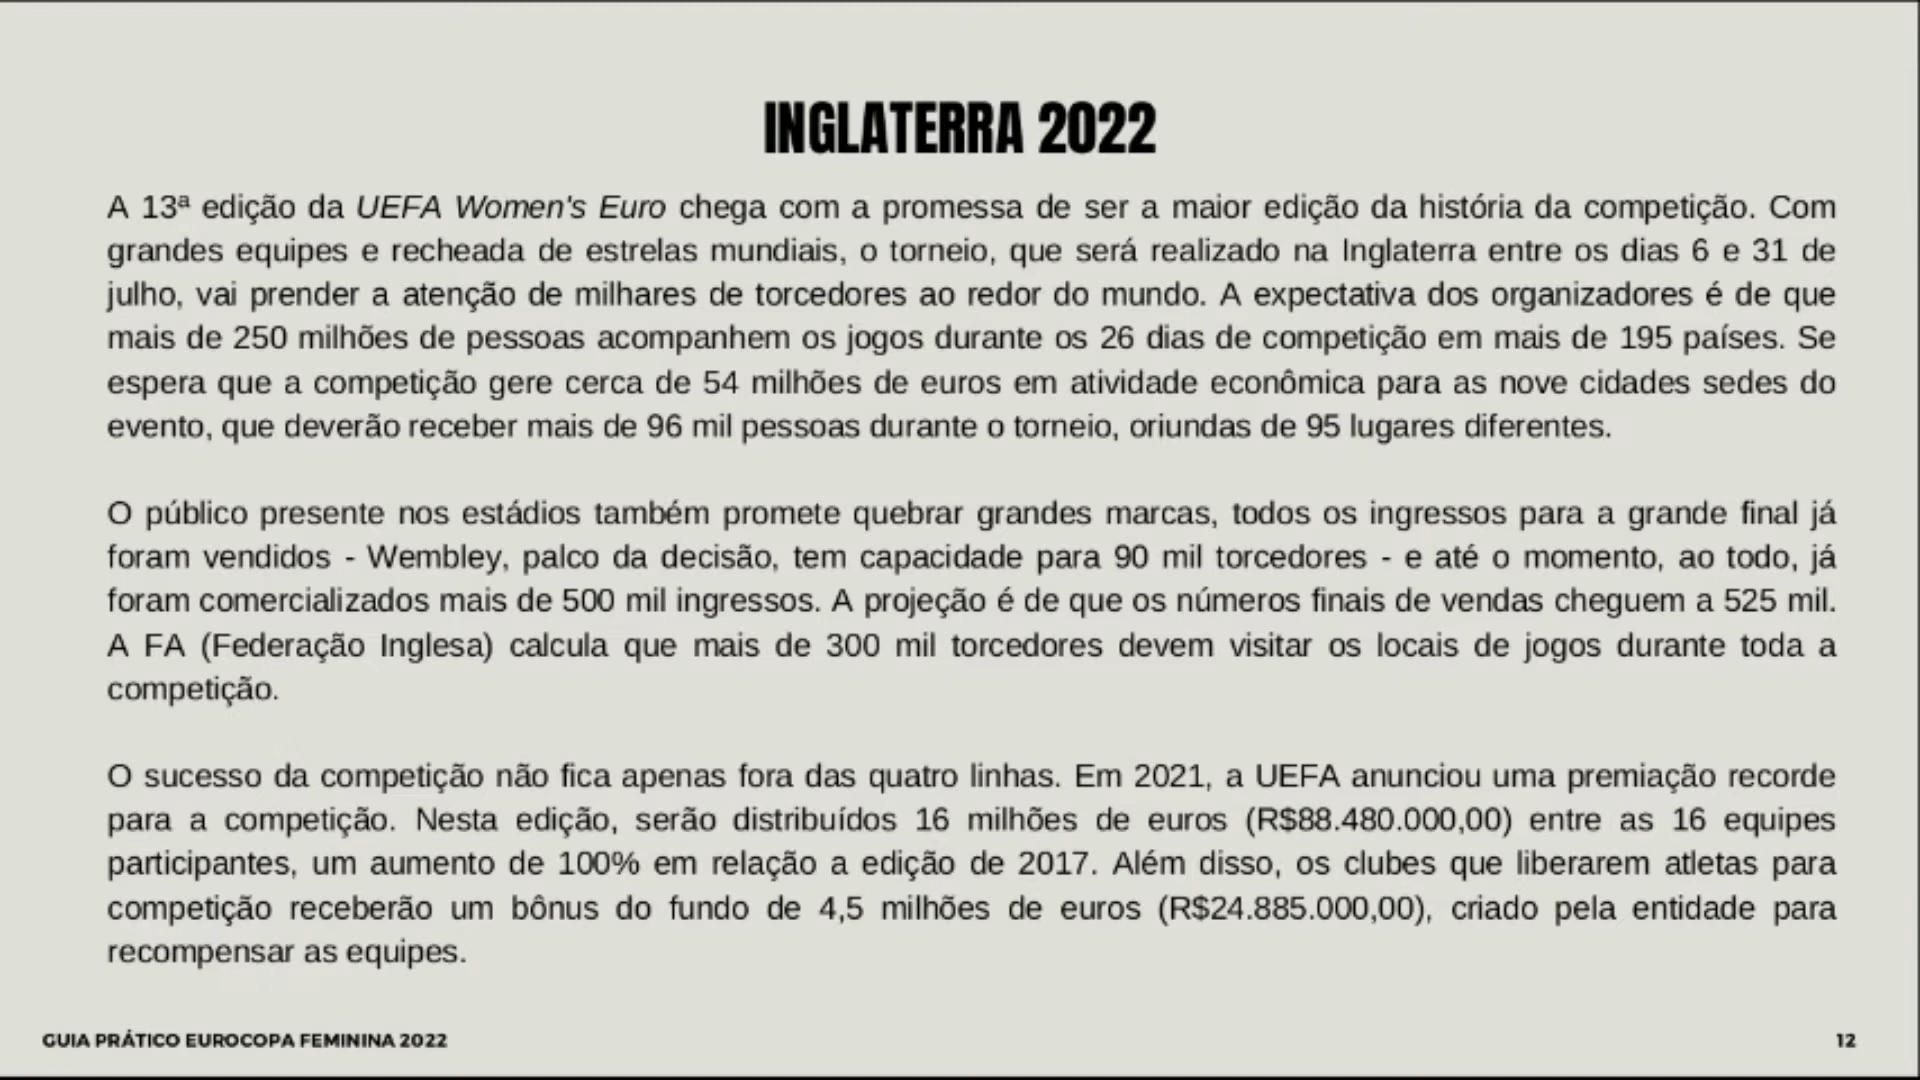 INGLATERRA 2022
A 13ª edição da UEFA Women's Euro chega com a promessa de ser a maior edição da história da competição. Com
grandes equipes e recheada de estrelas mundiais, o torneio, que será realizado na Inglaterra entre os dias 6 e 31 de
julho, vai prender a atenção de milhares de torcedores ao redor do mundo. A expectativa dos organizadores é de que
mais de 250 milhões de pessoas acompanhem os jogos durante os 26 dias de competição em mais de 195 países. Se
espera que a competição gere cerca de 54 milhões de euros em atividade econômica para as nove cidades sedes do
evento, que deverão receber mais de 96 mil pessoas durante o torneio, oriundas de 95 lugares diferentes.
O público presente nos estádios também promete quebrar grandes marcas, todos os ingressos para a grande final já
foram vendidos - Wembley, palco da decisão, tem capacidade para 90 mil torcedores - e até o momento, ao todo, já
foram comercializados mais de 500 mil ingressos. A projeção é de que os números finais de vendas cheguem a 525 mil.
A FA (Federação Inglesa) calcula que mais de 300 mil torcedores devem visitar os locais de jogos durante toda a
competição.
O sucesso da competição não fica apenas fora das quatro linhas. Em 2021, a UEFA anunciou uma premiação recorde
para a competição. Nesta edição, serão distribuídos 16 milhões de euros (R$88.480.000,00) entre as 16 equipes
participantes, um aumento de 100% em relação a edição de 2017. Além disso, os clubes que liberarem atletas para
competição receberão um bônus do fundo de 4,5 milhões de euros (R$24.885.000,00), criado pela entidade para
recompensar as equipes.
GUIA PRÁTICO EUROCOPA FEMININA 2022
12